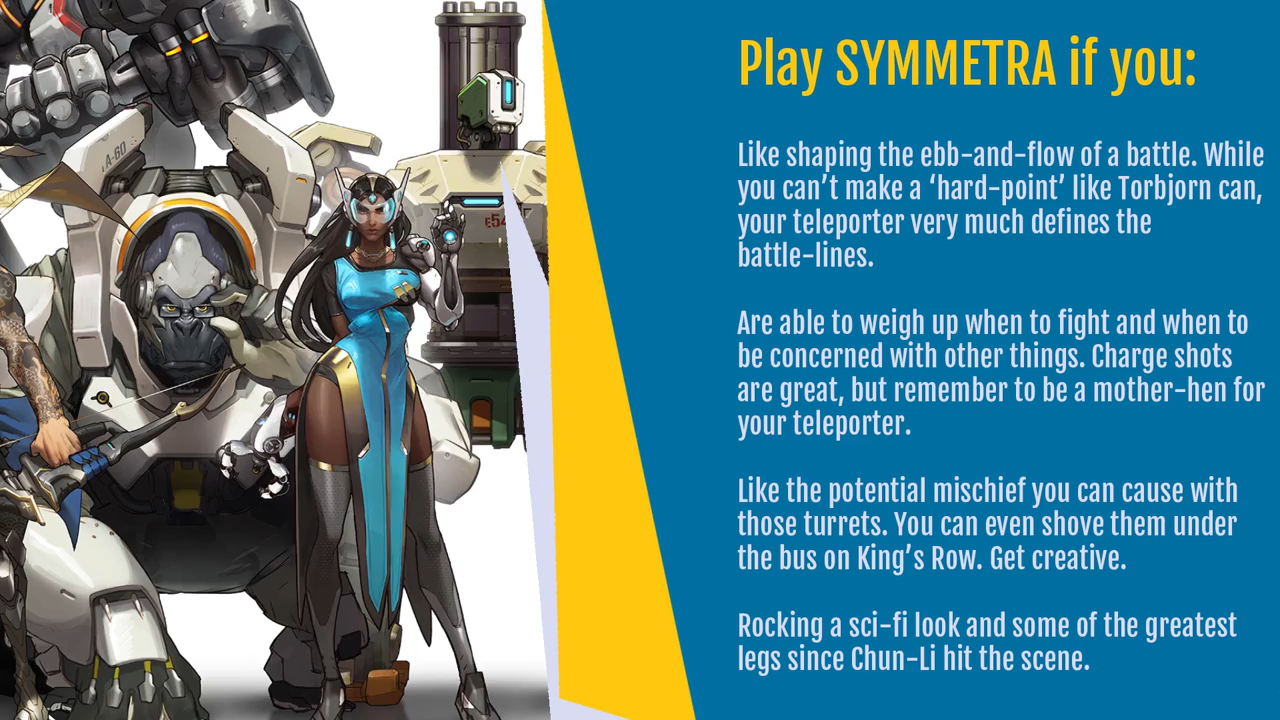 Play SYMMETRA if you:
Like shaping the ebb-and-flow of a battle. While
you can't make a 'hard-point' like Torbjorn can,
your teleporter very much defines the
battle-lines.
Are able to weigh up when to fight and when to
be concerned with other things. Charge shots
are great, but remember to be a mother-hen for
your teleporter.
Like the potential mischief you can cause with
those turrets. You can even shove them under
the bus on King's Row. Get creative.
Rocking a sci-fi look and some of the greatest
legs since Chun-Li hit the scene.
A-60
E54